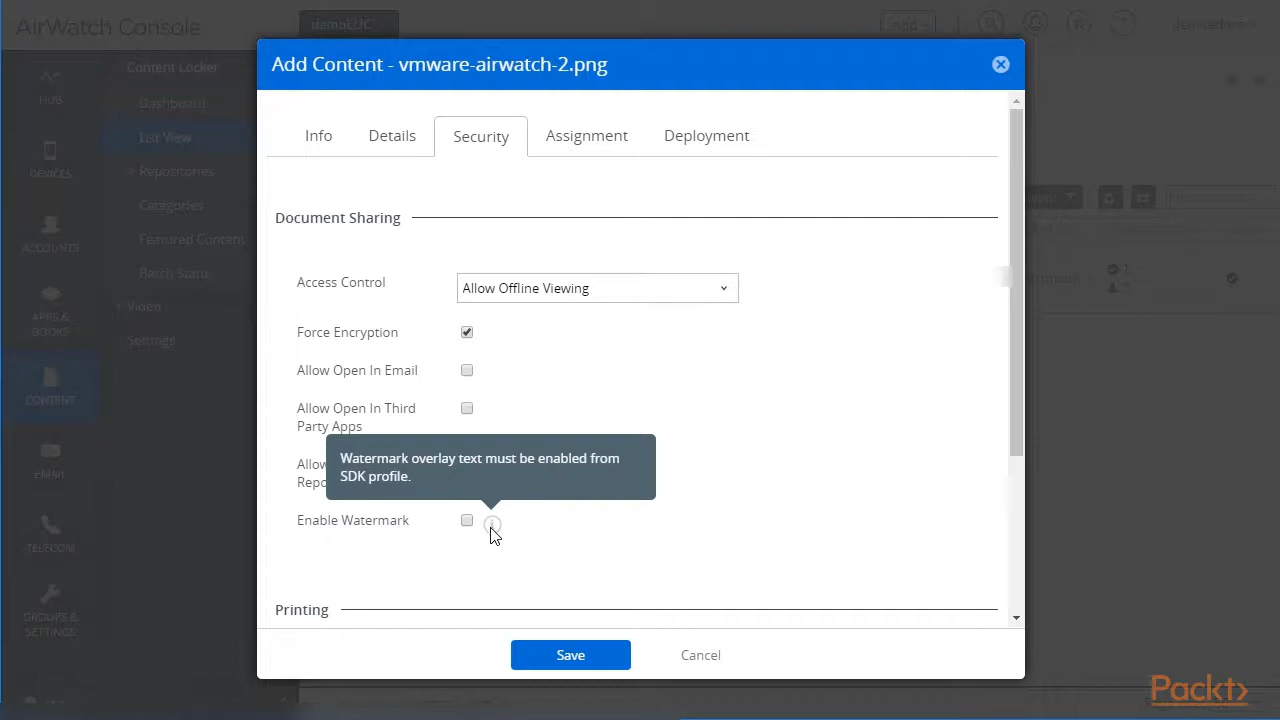 AirWatch Console
demoEUC
Add
Add Content - vmware-airwatch-2.png
Content Locker
HUB
Dashboard
List View
DEVICES
Repositories
Categories
ACCOUNTS
Featured Content
Batch Status
Video
APPS &
BOOKS
Settings
CONTENT
EMAIL
TELECOM
GROUPS &
SETTINGS
Info
Details
Security
Assignment
Deployment
Document Sharing
Access Control
Allow Offline Viewing
Force Encryption
Allow Open In Email
Allow Open In Third
Party Apps
Allow
Repo
Watermark overlay text must be enabled from
SDK profile.
Enable Watermark
Printing
Save
Cancel
Packt